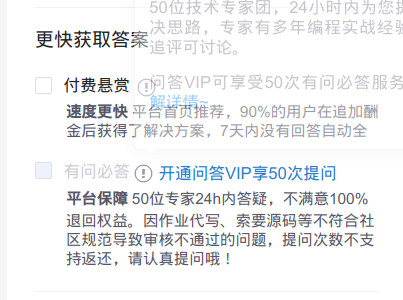 50位技术专家团，24小时内为您提
决思路，专家有多年编程实战经验
追评可讨论。
更快获取答案
问答VIP可享受50次有问必答服务
解详情~
付费悬赏
速度更快 平台首页推荐，90%的用户在追加酬
金后获得了解决方案，7天内没有回答自动全
有问必答 开通问答VIP享50次提问
平台保障 50位专家24h内答疑，不满意100%
退回权益。因作业代写、索要源码等不符合社
区规范导致审核不通过的问题，提问次数不支
持返还，请认真提问哦！